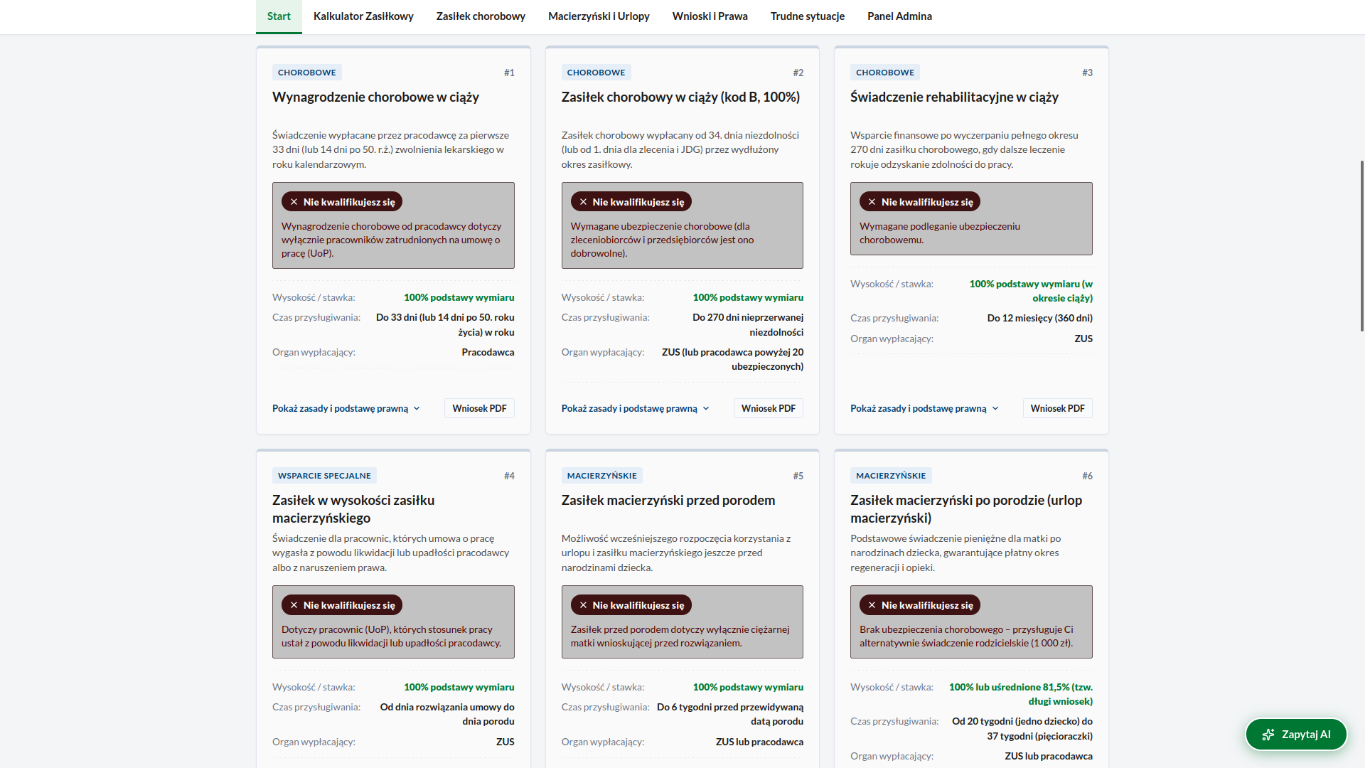 Start Kalkulator Zasiłkowy Zasiłek chorobowy Macierzyński i Urlopy Wnioski i Prawa Trudne sytuacje Panel Admina
CHOROBOWE #1
Wynagrodzenie chorobowe w ciąży
Świadczenie wypłacane przez pracodawcę za pierwsze
33 dni (lub 14 dni po 50. r.ż.) zwolnienia lekarskiego w
roku kalendarzowym.
Nie kwalifikujesz się
Wynagrodzenie chorobowe od pracodawcy dotyczy
wyłącznie pracowników zatrudnionych na umowę o
pracę (UoP).
Wysokość / stawka: 100% podstawy wymiaru
Czas przysługiwania: Do 33 dni (lub 14 dni po 50. roku
życia) w roku
Organ wypłacający: Pracodawca
Pokaż zasady i podstawę prawną Wniosek PDF
CHOROBOWE #2
Zasiłek chorobowy w ciąży (kod B, 100%)
Zasiłek chorobowy wypłacany od 34. dnia niezdolności
(lub od 1. dnia dla zlecenia i JDG) przez wydłużony
okres zasiłkowy.
Nie kwalifikujesz się
Wymagane ubezpieczenie chorobowe (dla
zleceniobiorców i przedsiębiorców jest ono
dobrowolne).
Wysokość / stawka: 100% podstawy wymiaru
Czas przysługiwania: Do 270 dni nieprzerwanej
niezdolności
Organ wypłacający: ZUS (lub pracodawca powyżej 20
ubezpieczonych)
Pokaż zasady i podstawę prawną Wniosek PDF
CHOROBOWE #3
Świadczenie rehabilitacyjne w ciąży
Wsparcie finansowe po wyczerpaniu pełnego okresu
270 dni zasiłku chorobowego, gdy dalsze leczenie
rokuje odzyskanie zdolności do pracy.
Nie kwalifikujesz się
Wymagane podleganie ubezpieczeniu
chorobowemu.
Wysokość / stawka: 100% podstawy wymiaru (w
okresie ciąży)
Czas przysługiwania: Do 12 miesięcy (360 dni)
Organ wypłacający: ZUS
Pokaż zasady i podstawę prawną Wniosek PDF
WSPARCIE SPECJALNE #4
Zasiłek w wysokości zasiłku
macierzyńskiego
Świadczenie dla pracownic, których umowa o pracę
wygasła z powodu likwidacji lub upadłości pracodawcy
albo z naruszeniem prawa.
Nie kwalifikujesz się
Dotyczy pracownic (UoP), których stosunek pracy
ustał z powodu likwidacji lub upadłości pracodawcy.
Wysokość / stawka: 100% podstawy wymiaru
Czas przysługiwania: Od dnia rozwiązania umowy do
dnia porodu
Organ wypłacający: ZUS
MACIERZYŃSKIE #5
Zasiłek macierzyński przed porodem
Możliwość wcześniejszego rozpoczęcia korzystania z
urlopu i zasiłku macierzyńskiego jeszcze przed
narodzinami dziecka.
Nie kwalifikujesz się
Zasiłek przed porodem dotyczy wyłącznie ciężarnej
matki wnioskującej przed rozwiązaniem.
Wysokość / stawka: 100% podstawy wymiaru
Czas przysługiwania: Do 6 tygodni przed przewidywaną
datą porodu
Organ wypłacający: ZUS lub pracodawca
MACIERZYŃSKIE #6
Zasiłek macierzyński po porodzie (urlop
macierzyński)
Podstawowe świadczenie pieniężne dla matki po
narodzinach dziecka, gwarantujące płatny okres
regeneracji i opieki.
Nie kwalifikujesz się
Brak ubezpieczenia chorobowego – przysługuje Ci
alternatywnie świadczenie rodzicielskie (1 000 zł).
Wysokość / stawka: 100% lub uśrednione 81,5% (tzw.
długi wniosek)
Czas przysługiwania: Od 20 tygodni (jedno dziecko) do
37 tygodni (pięcioraczki)
Organ wypłacający: ZUS lub pracodawca
Zapytaj AI